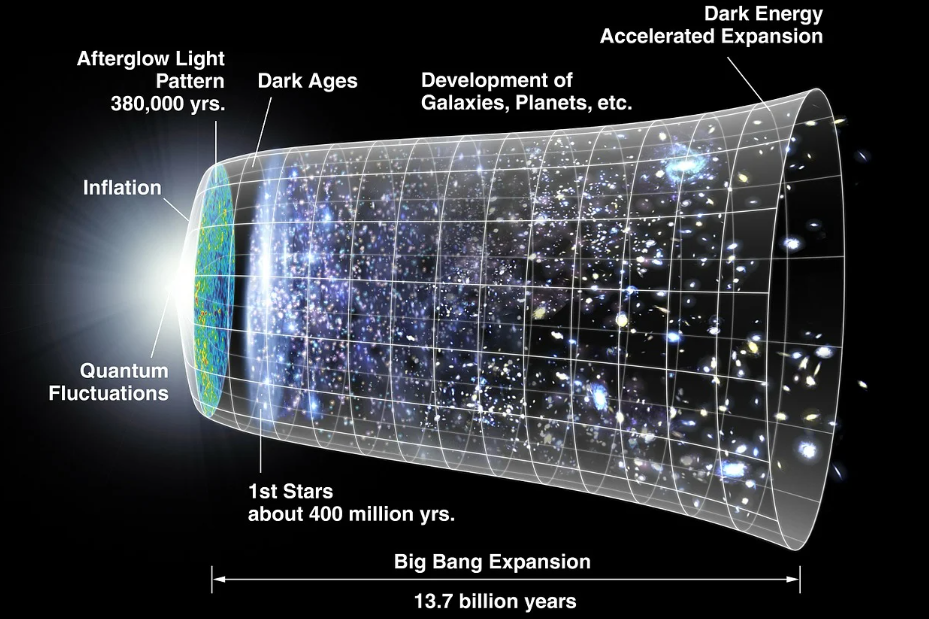 Dark Energy
Accelerated Expansion
Afterglow Light
Pattern
380,000 yrs.
Dark Ages
Development of
Galaxies, Planets, etc.
Inflation
Quantum
Fluctuations
1st Stars
about 400 million yrs.
Big Bang Expansion
13.7 billion years